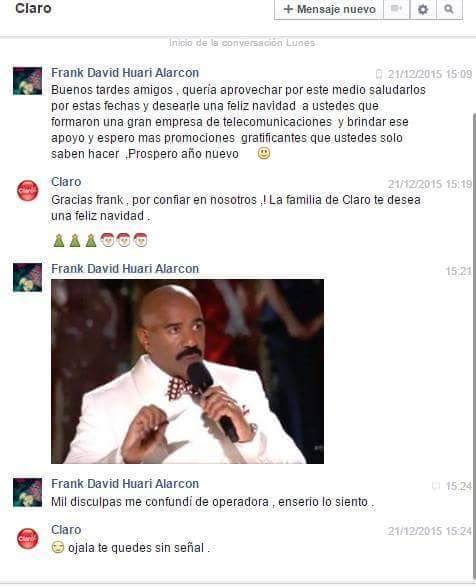 Claro
+ Mensaje nuevo
Inicio de la conversación Lunes
Frank David Huari Alarcon 21/12/2015 15:09
Buenos tardes amigos , quería aprovechar por este medio saludarlos
por estas fechas y desearle una feliz navidad a ustedes que
formaron una gran empresa de telecomunicaciones y brindar ese
apoyo y espero mas promociones gratificantes que ustedes solo
saben hacer ,Prospero año nuevo
Claro 21/12/2015 15:19
Gracias frank , por confiar en nosotros ,! La familia de Claro te desea
una feliz navidad .
Frank David Huari Alarcon 15:21
Frank David Huari Alarcon 15:24
Mil disculpas me confundí de operadora , enserio lo siento .
Claro 21/12/2015 15:24
ojala te quedes sin señal .